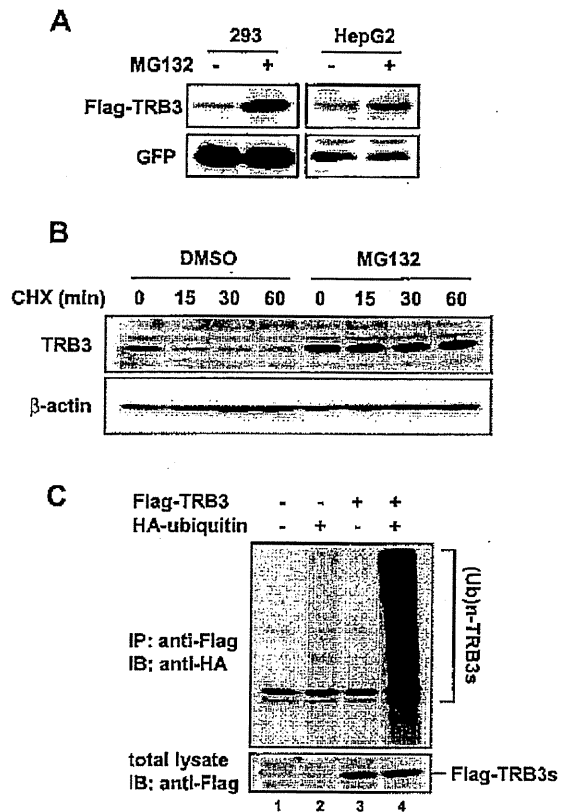 A
293 HepG2
MG132 - + - +
Flag-TRB3
GFP
B
DMSO MG132
CHX (min) 0 15 30 60 0 15 30 60
TRB3
β-actin
C
Flag-TRB3 - - + +
HA-ubiquitin - + - +
(Ub)n-TRB3s
IP: anti-Flag
IB: anti-HA
total lysate
IB: anti-Flag
Flag-TRB3s
1 2 3 4